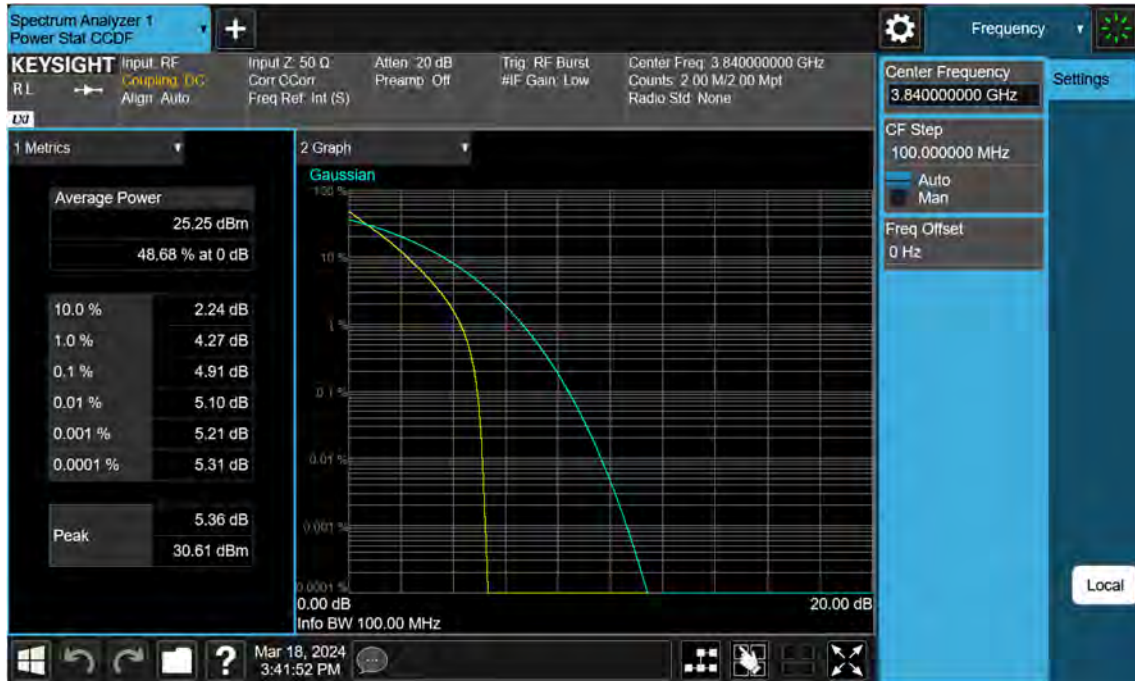 Spectrum Analyzer 1
Power Stat CCDF
+
Frequency
KEYSIGHT
R L
LXI
Input: RF
Coupling: DC
Align: Auto
Input Z: 50 Ω
Corr CCorr
Freq Ref: Int (S)
Atten: 20 dB
Preamp: Off
Trig: RF Burst
#IF Gain: Low
Center Freq: 3.840000000 GHz
Counts: 2.00 M/2.00 Mpt
Radio Std: None
Center Frequency
3.840000000 GHz
Settings
CF Step
100.000000 MHz
Auto
Man
Freq Offset
0 Hz
Local
1 Metrics
Average Power
25.25 dBm
48.68 % at 0 dB
10.0 % 2.24 dB
1.0 % 4.27 dB
0.1 % 4.91 dB
0.01 % 5.10 dB
0.001 % 5.21 dB
0.0001 % 5.31 dB
Peak
5.36 dB
30.61 dBm
2 Graph
Gaussian
100 %
10 %
1 %
0.1 %
0.01 %
0.001 %
0.0001 %
0.00 dB 20.00 dB
Info BW 100.00 MHz
?
Mar 18, 2024
3:41:52 PM